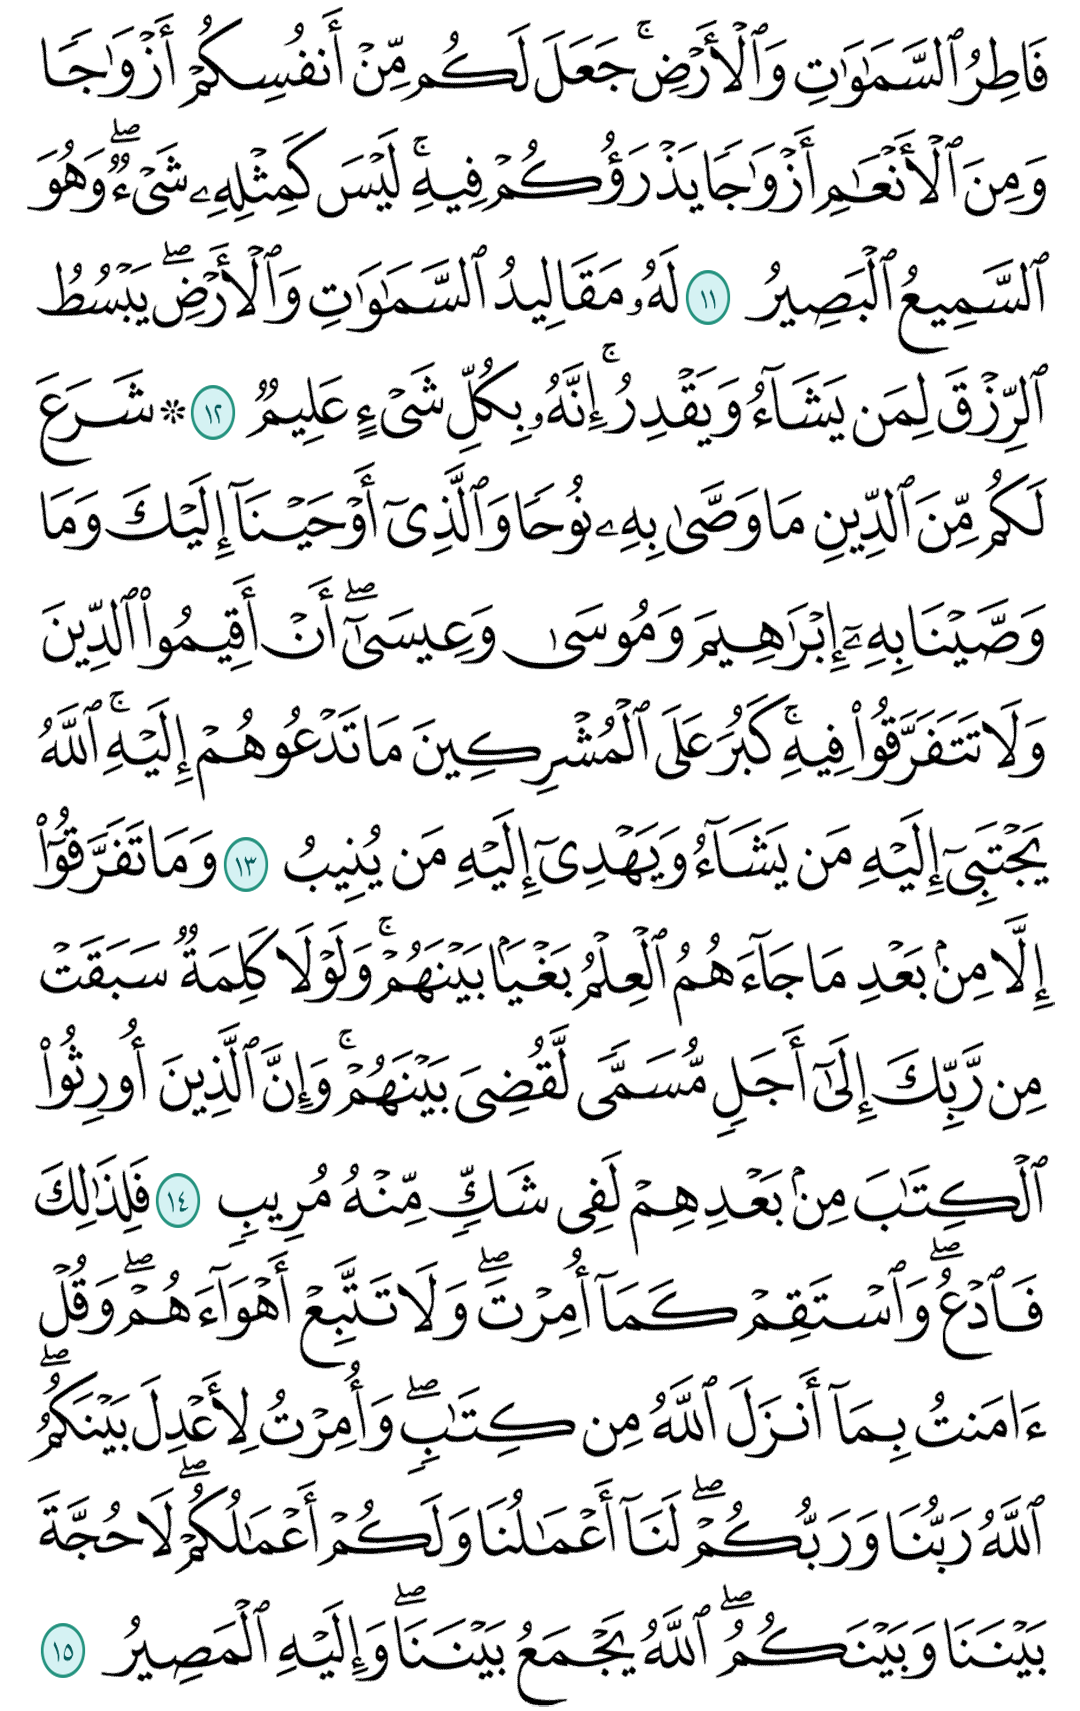 فَاطِرُ ٱلسَّمَٰوَٰتِ وَٱلْأَرْضِۚ جَعَلَ لَكُم مِّنْ أَنفُسِكُمْ أَزْوَٰجًا
وَمِنَ ٱلْأَنْعَٰمِ أَزْوَٰجًا يَذْرَؤُكُمْ فِيهِۚ لَيْسَ كَمِثْلِهِۦ شَىْءٌۖ وَهُوَ
ٱلسَّمِيعُ ٱلْبَصِيرُ ١١ لَهُۥ مَقَالِيدُ ٱلسَّمَٰوَٰتِ وَٱلْأَرْضِۖ يَبْسُطُ
ٱلرِّزْقَ لِمَن يَشَآءُ وَيَقْدِرُۚ إِنَّهُۥ بِكُلِّ شَىْءٍ عَلِيمٌ ١٢ ۞ شَرَعَ
لَكُم مِّنَ ٱلدِّينِ مَا وَصَّىٰ بِهِۦ نُوحًا وَٱلَّذِىٓ أَوْحَيْنَآ إِلَيْكَ وَمَا
وَصَّيْنَا بِهِۦٓ إِبْرَٰهِيمَ وَمُوسَىٰ وَعِيسَىٰٓۖ أَنْ أَقِيمُوا۟ ٱلدِّينَ
وَلَا تَتَفَرَّقُوا۟ فِيهِۚ كَبُرَ عَلَى ٱلْمُشْرِكِينَ مَا تَدْعُوهُمْ إِلَيْهِۚ ٱللَّهُ
يَجْتَبِىٓ إِلَيْهِ مَن يَشَآءُ وَيَهْدِىٓ إِلَيْهِ مَن يُنِيبُ ١٣ وَمَا تَفَرَّقُوٓا۟
إِلَّا مِنۢ بَعْدِ مَا جَآءَهُمُ ٱلْعِلْمُ بَغْيًۢا بَيْنَهُمْۚ وَلَوْلَا كَلِمَةٌ سَبَقَتْ
مِن رَّبِّكَ إِلَىٰٓ أَجَلٍ مُّسَمًّى لَّقُضِىَ بَيْنَهُمْۚ وَإِنَّ ٱلَّذِينَ أُورِثُوا۟
ٱلْكِتَٰبَ مِنۢ بَعْدِهِمْ لَفِى شَكٍّ مِّنْهُ مُرِيبٍ ١٤ فَلِذَٰلِكَ
فَٱدْعُۖ وَٱسْتَقِمْ كَمَآ أُمِرْتَۖ وَلَا تَتَّبِعْ أَهْوَآءَهُمْۖ وَقُلْ
ءَامَنتُ بِمَآ أَنزَلَ ٱللَّهُ مِن كِتَٰبٍۖ وَأُمِرْتُ لِأَعْدِلَ بَيْنَكُمُۖ
ٱللَّهُ رَبُّنَا وَرَبُّكُمْۖ لَنَآ أَعْمَٰلُنَا وَلَكُمْ أَعْمَٰلُكُمْۖ لَا حُجَّةَ
بَيْنَنَا وَبَيْنَكُمُۖ ٱللَّهُ يَجْمَعُ بَيْنَنَاۖ وَإِلَيْهِ ٱلْمَصِيرُ ١٥